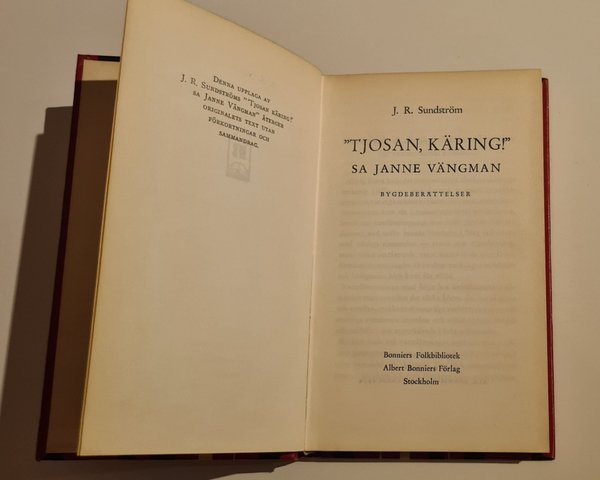 DENNA UPPLAGA AV
J. R. SUNDSTRÖMS "TJOSAN KÄRING!"
SA JANNE VÄNGMAN" ÅTERGER
ORIGINALETS TEXT UTAN
FÖRKORTNINGAR OCH
SAMMANDRAG.
J. R. Sundström
"TJOSAN, KÄRING!"
SA JANNE VÄNGMAN
BYGDEBERÄTTELSER
Bonniers Folkbibliotek
Albert Bonniers Förlag
Stockholm